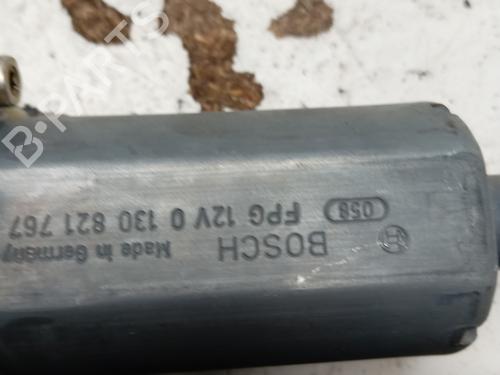 BOSCH
058
FPG 12V 0 130 821 767
Made in Germany
B-PARTS